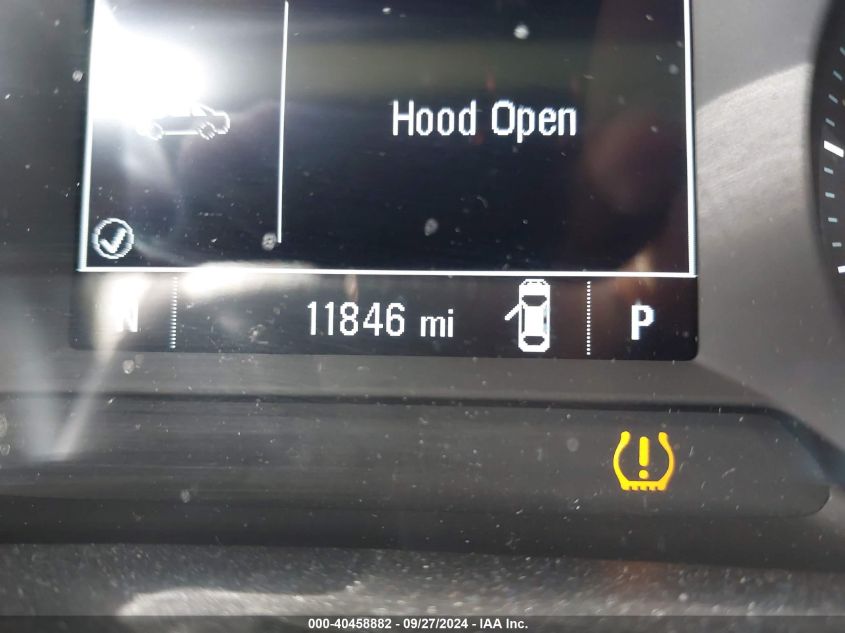 Hood Open
N
11846 mi
P
000-40458882 - 09/27/2024 - IAA Inc.